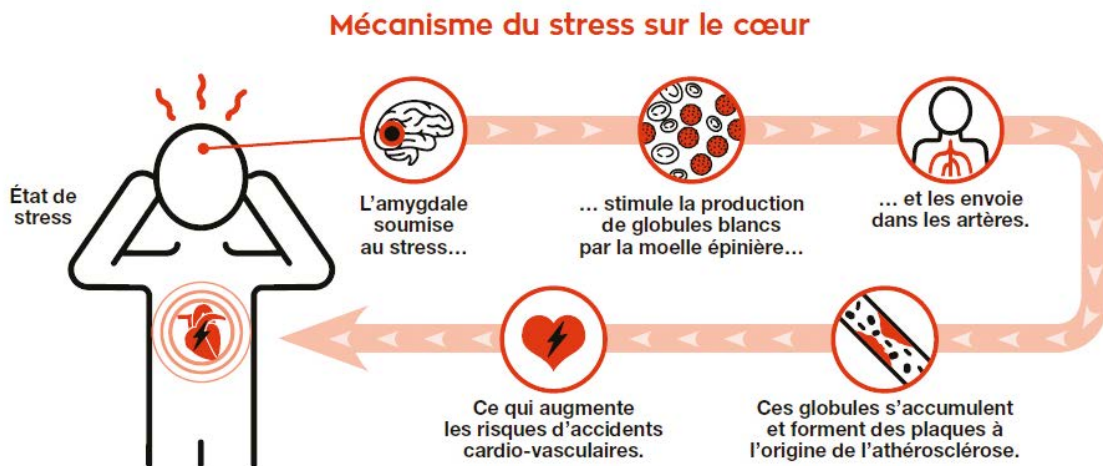 Mécanisme du stress sur le cœur
État de
stress
L'amygdale
soumise
au stress...
... stimule la production
de globules blancs
par la moelle épinière...
... et les envoie
dans les artères.
Ces globules s'accumulent
et forment des plaques à
l'origine de l'athérosclérose.
Ce qui augmente
les risques d'accidents
cardio-vasculaires.